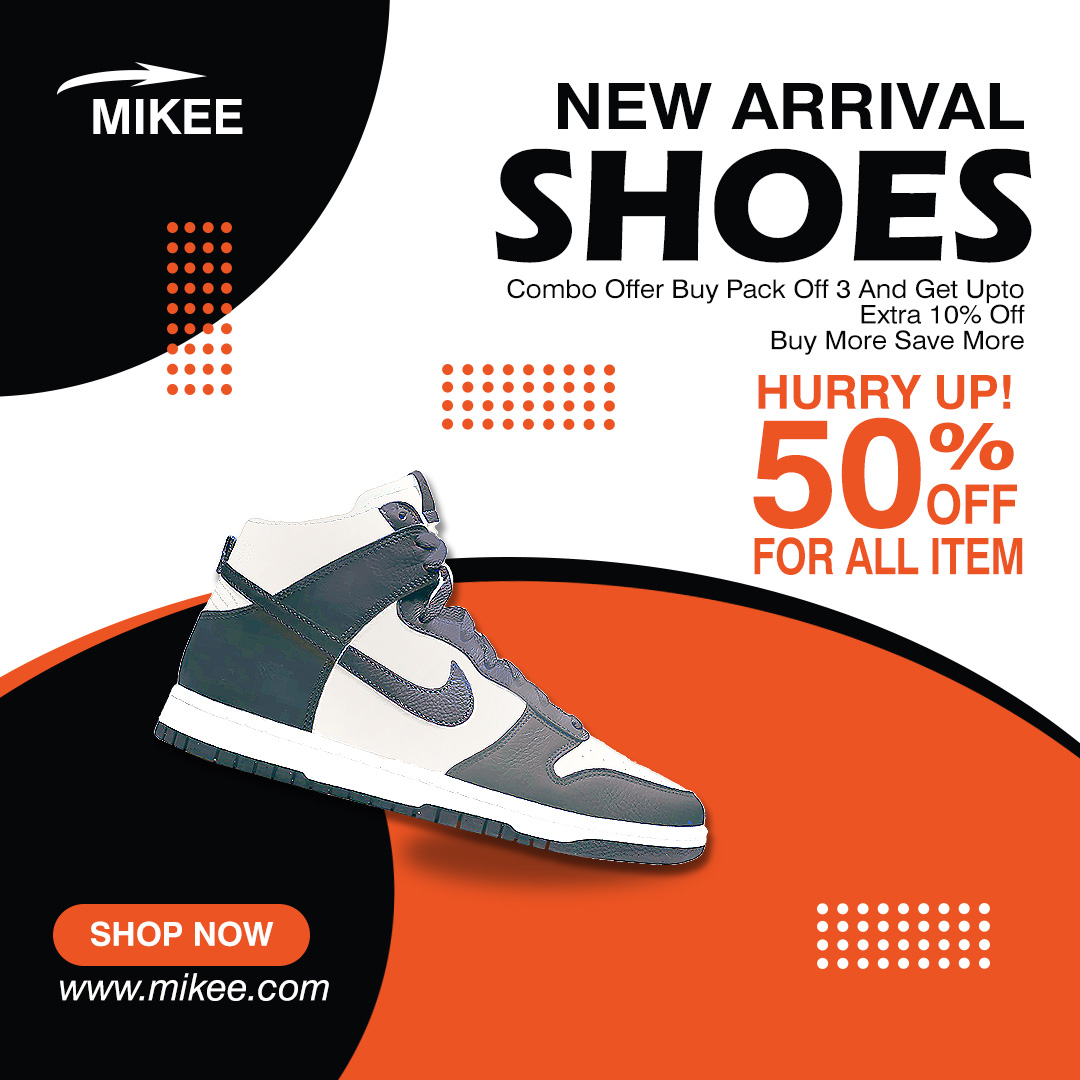 MIKEE
NEW ARRIVAL
SHOES
Combo Offer Buy Pack Off 3 And Get Upto
Extra 10% Off
Buy More Save More
HURRY UP!
50%
OFF
FOR ALL ITEM
SHOP NOW
www.mikee.com